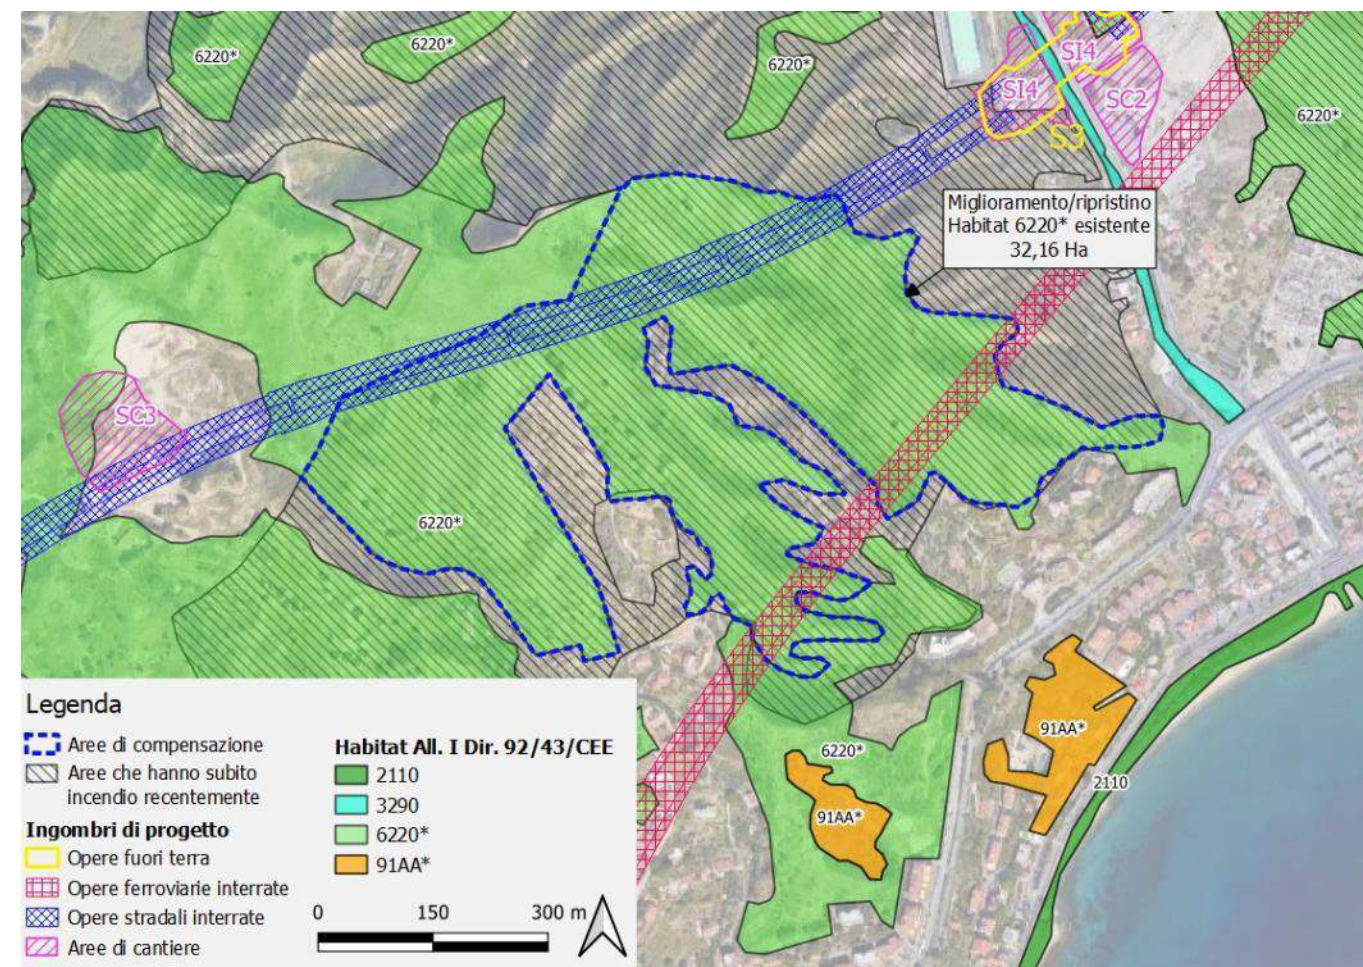 6220*
6220*
6220*
SI4
SI4
SC2
S3
6220*
Miglioramento/ripristino
Habitat 6220* esistente
32,16 Ha
SC3
6220*
91AA*
2110
6220*
91AA*
Legenda
Aree di compensazione
Aree che hanno subito
incendio recentemente
Ingombri di progetto
Opere fuori terra
Opere ferroviarie interrate
Opere stradali interrate
Aree di cantiere
Habitat All. I Dir. 92/43/CEE
2110
3290
6220*
91AA*
0 150 300 m